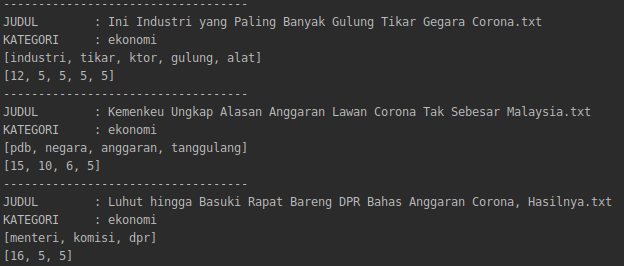 -----------------------------------
JUDUL : Ini Industri yang Paling Banyak Gulung Tikar Gegara Corona.txt
KATEGORI : ekonomi
[industri, tikar, ktor, gulung, alat]
[12, 5, 5, 5, 5]
-----------------------------------
JUDUL : Kemenkeu Ungkap Alasan Anggaran Lawan Corona Tak Sebesar Malaysia.txt
KATEGORI : ekonomi
[pdb, negara, anggaran, tanggulang]
[15, 10, 6, 5]
-----------------------------------
JUDUL : Luhut hingga Basuki Rapat Bareng DPR Bahas Anggaran Corona, Hasilnya.txt
KATEGORI : ekonomi
[menteri, komisi, dpr]
[16, 5, 5]